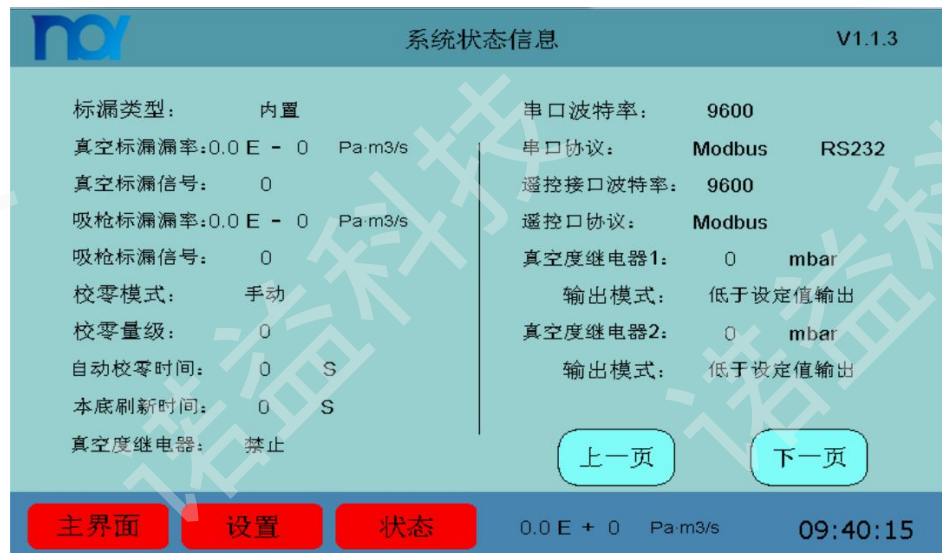 noy 系统状态信息 V1.1.3
标漏类型： 内置
真空标漏漏率:0.0 E - 0 Pa·m3/s
真空标漏信号： 0
吸枪标漏漏率:0.0 E - 0 Pa·m3/s
吸枪标漏信号： 0
校零模式： 手动
校零量级： 0
自动校零时间： 0 S
本底刷新时间： 0 S
真空度继电器： 禁止
串口波特率： 9600
串口协议： Modbus RS232
遥控接口波特率： 9600
遥控口协议： Modbus
真空度继电器1： 0 mbar
输出模式： 低于设定值输出
真空度继电器2： 0 mbar
输出模式： 低于设定值输出
上一页 下一页
主界面 设置 状态 0.0 E + 0 Pa·m3/s 09:40:15
诺益科技